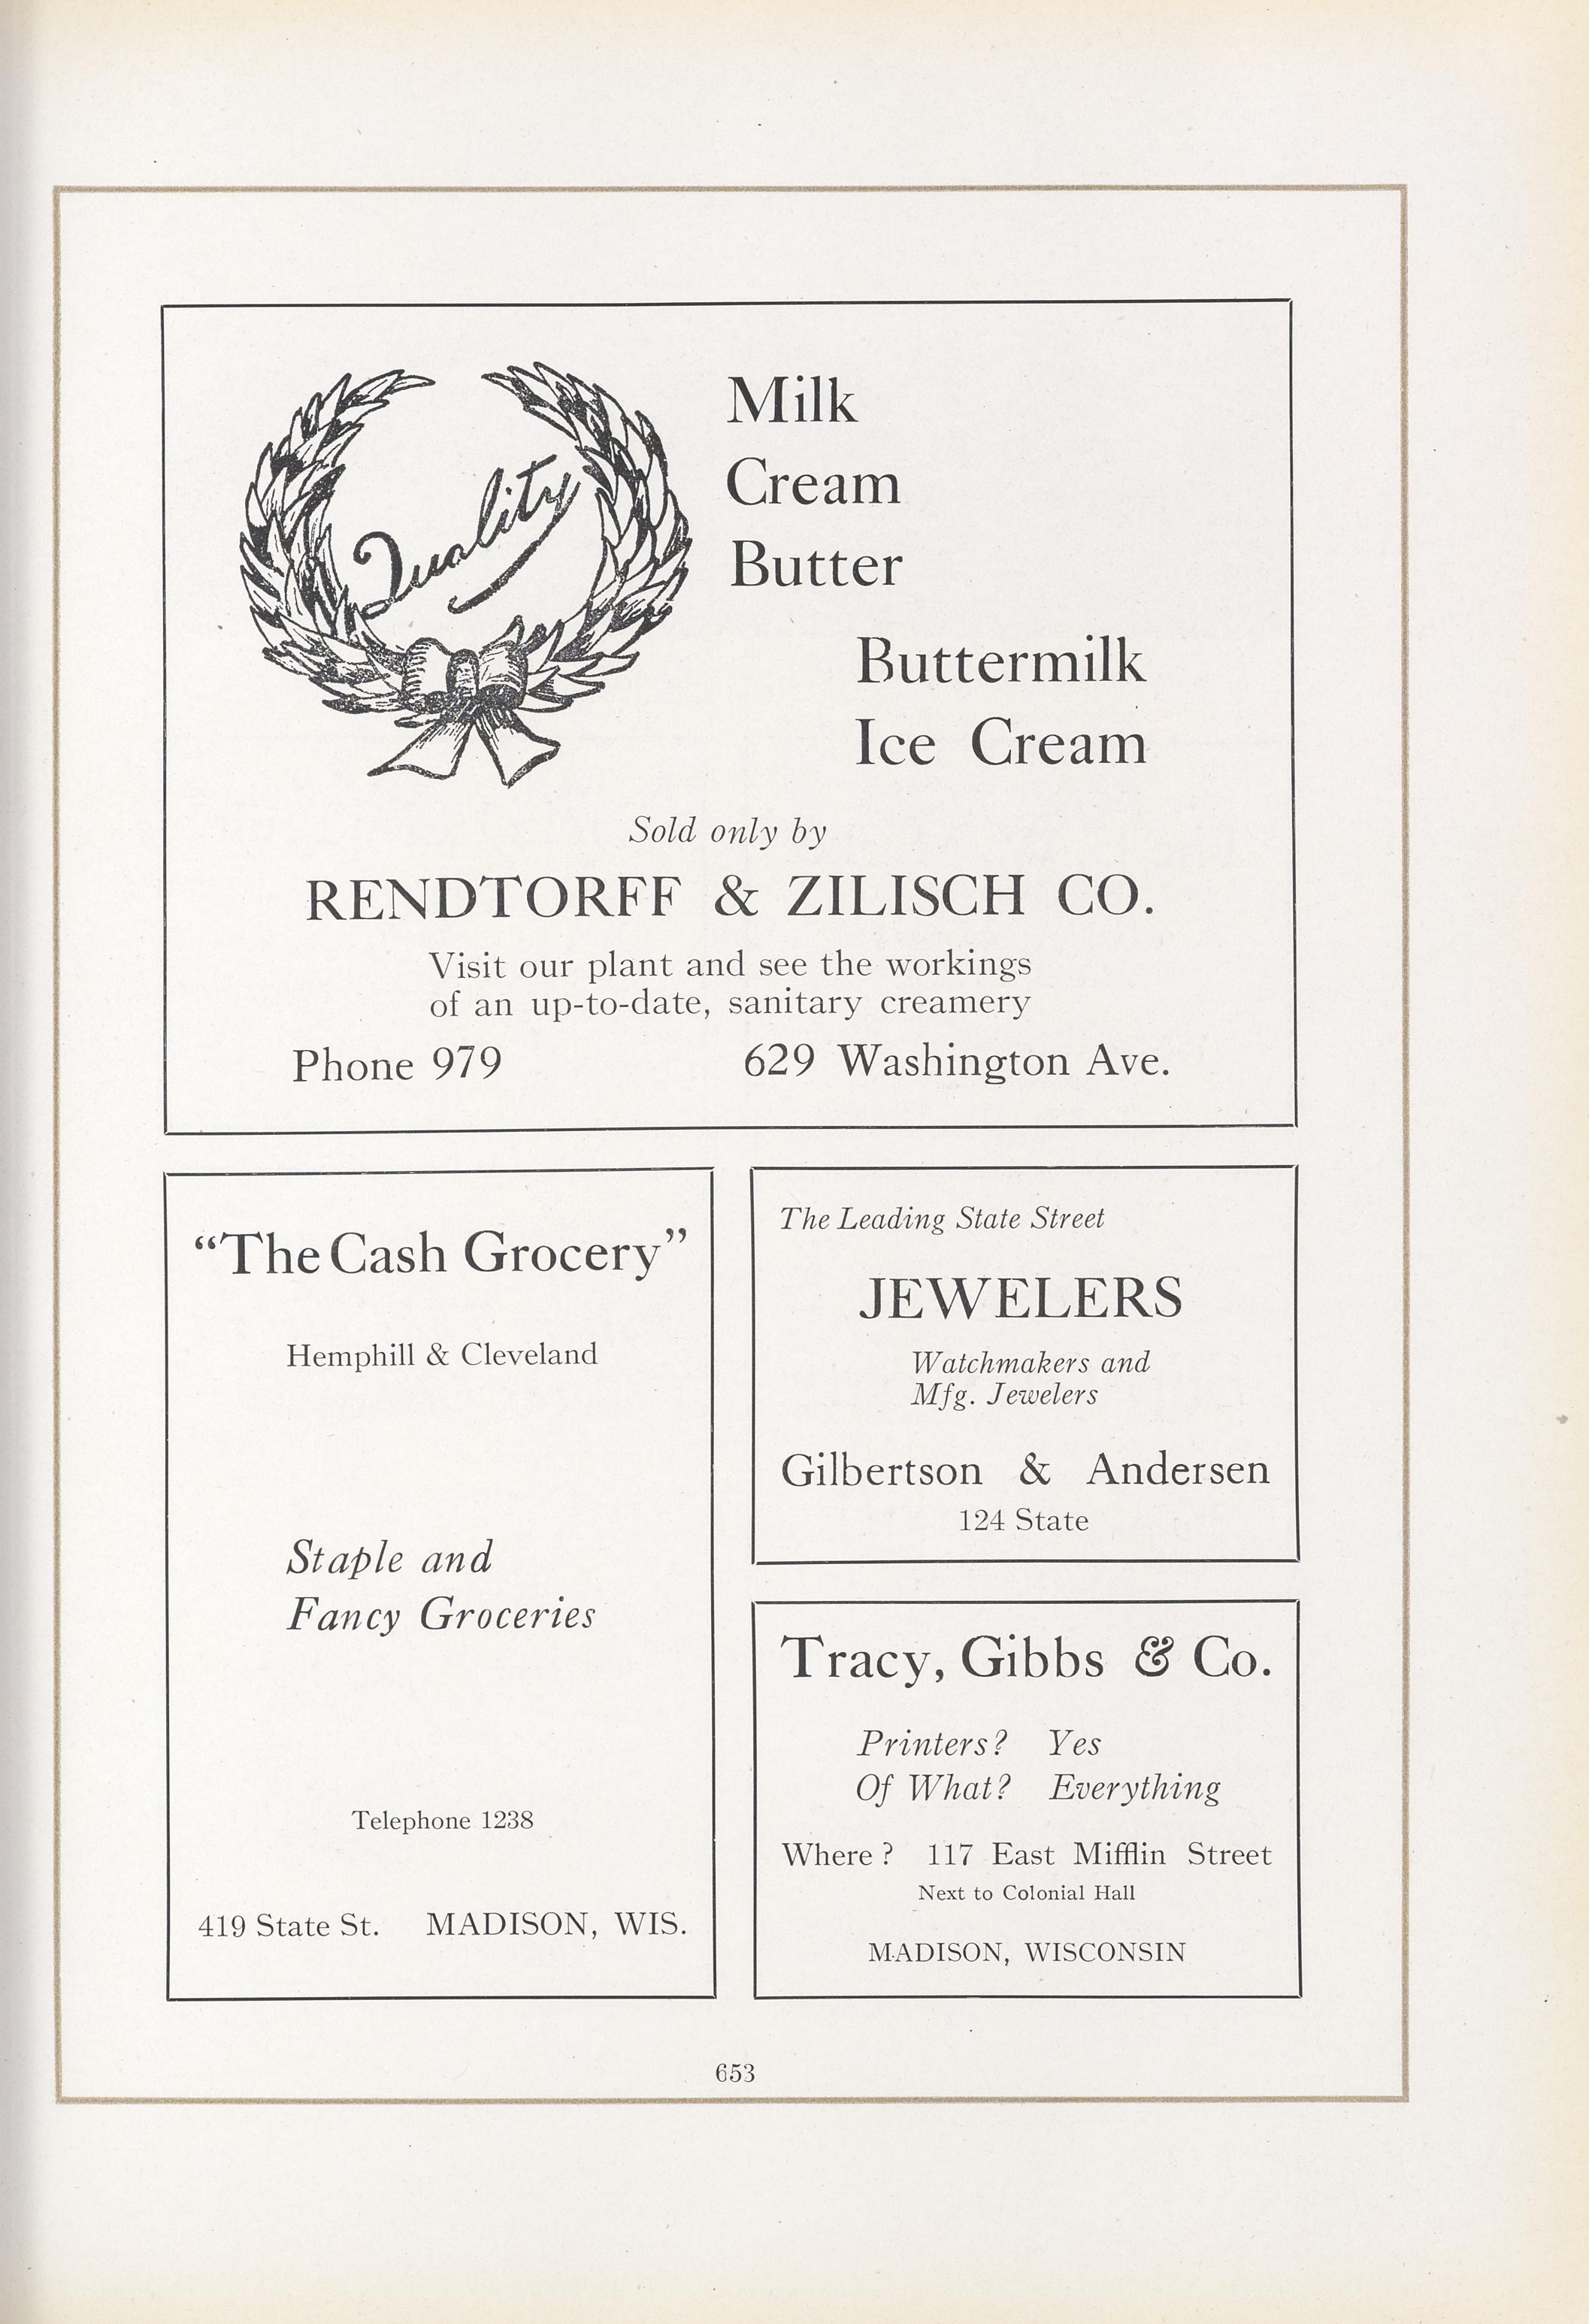 Quality
Milk
Cream
Butter
Buttermilk
Ice Cream
Sold only by
RENDTORFF & ZILISCH CO.
Visit our plant and see the workings
of an up-to-date, sanitary creamery
Phone 979 629 Washington Ave.
“The Cash Grocery”
Hemphill & Cleveland
Staple and
Fancy Groceries
Telephone 1238
419 State St. MADISON, WIS.
The Leading State Street
JEWELERS
Watchmakers and
Mfg. Jewelers
Gilbertson & Andersen
124 State
Tracy, Gibbs & Co.
Printers? Yes
Of What? Everything
Where? 117 East Mifflin Street
Next to Colonial Hall
MADISON, WISCONSIN
653